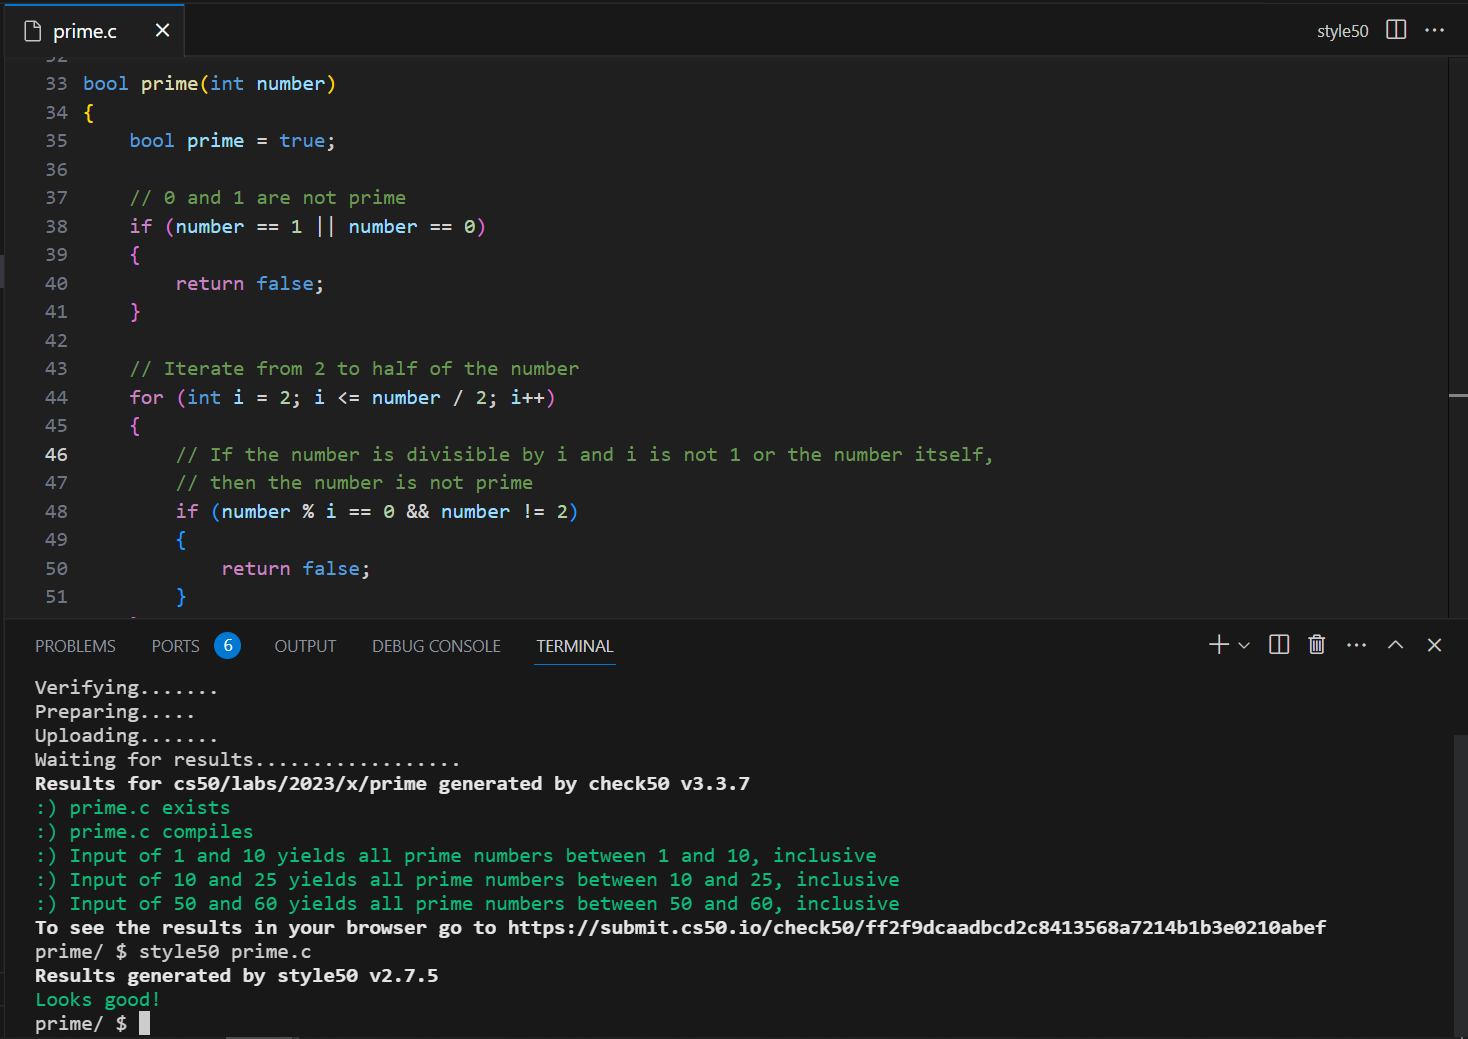 prime.c
style50
32
33 bool prime(int number)
34 {
35     bool prime = true;
36
37     // 0 and 1 are not prime
38     if (number == 1 || number == 0)
39     {
40         return false;
41     }
42
43     // Iterate from 2 to half of the number
44     for (int i = 2; i <= number / 2; i++)
45     {
46         // If the number is divisible by i and i is not 1 or the number itself,
47         // then the number is not prime
48         if (number % i == 0 && number != 2)
49         {
50             return false;
51         }
PROBLEMS PORTS 6 OUTPUT DEBUG CONSOLE TERMINAL
Verifying.......
Preparing.....
Uploading.......
Waiting for results..................
Results for cs50/labs/2023/x/prime generated by check50 v3.3.7
:) prime.c exists
:) prime.c compiles
:) Input of 1 and 10 yields all prime numbers between 1 and 10, inclusive
:) Input of 10 and 25 yields all prime numbers between 10 and 25, inclusive
:) Input of 50 and 60 yields all prime numbers between 50 and 60, inclusive
To see the results in your browser go to https://submit.cs50.io/check50/ff2f9dcaadbcd2c8413568a7214b1b3e0210abef
prime/ $ style50 prime.c
Results generated by style50 v2.7.5
Looks good!
prime/ $